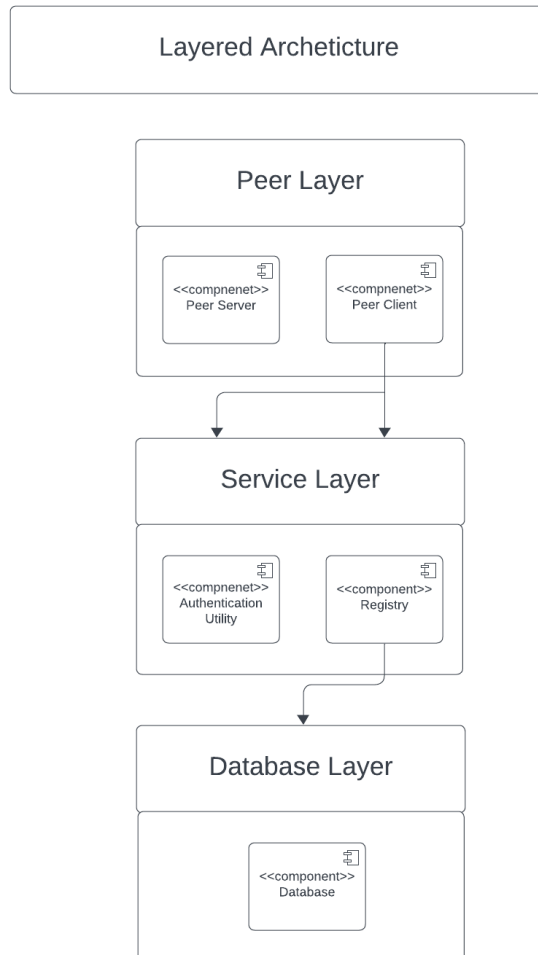 Layered Archeticture
Peer Layer
<<compnenet>>
Peer Server
<<compnenet>>
Peer Client
Service Layer
<<compnenet>>
Authentication
Utility
<<component>>
Registry
Database Layer
<<component>>
Database